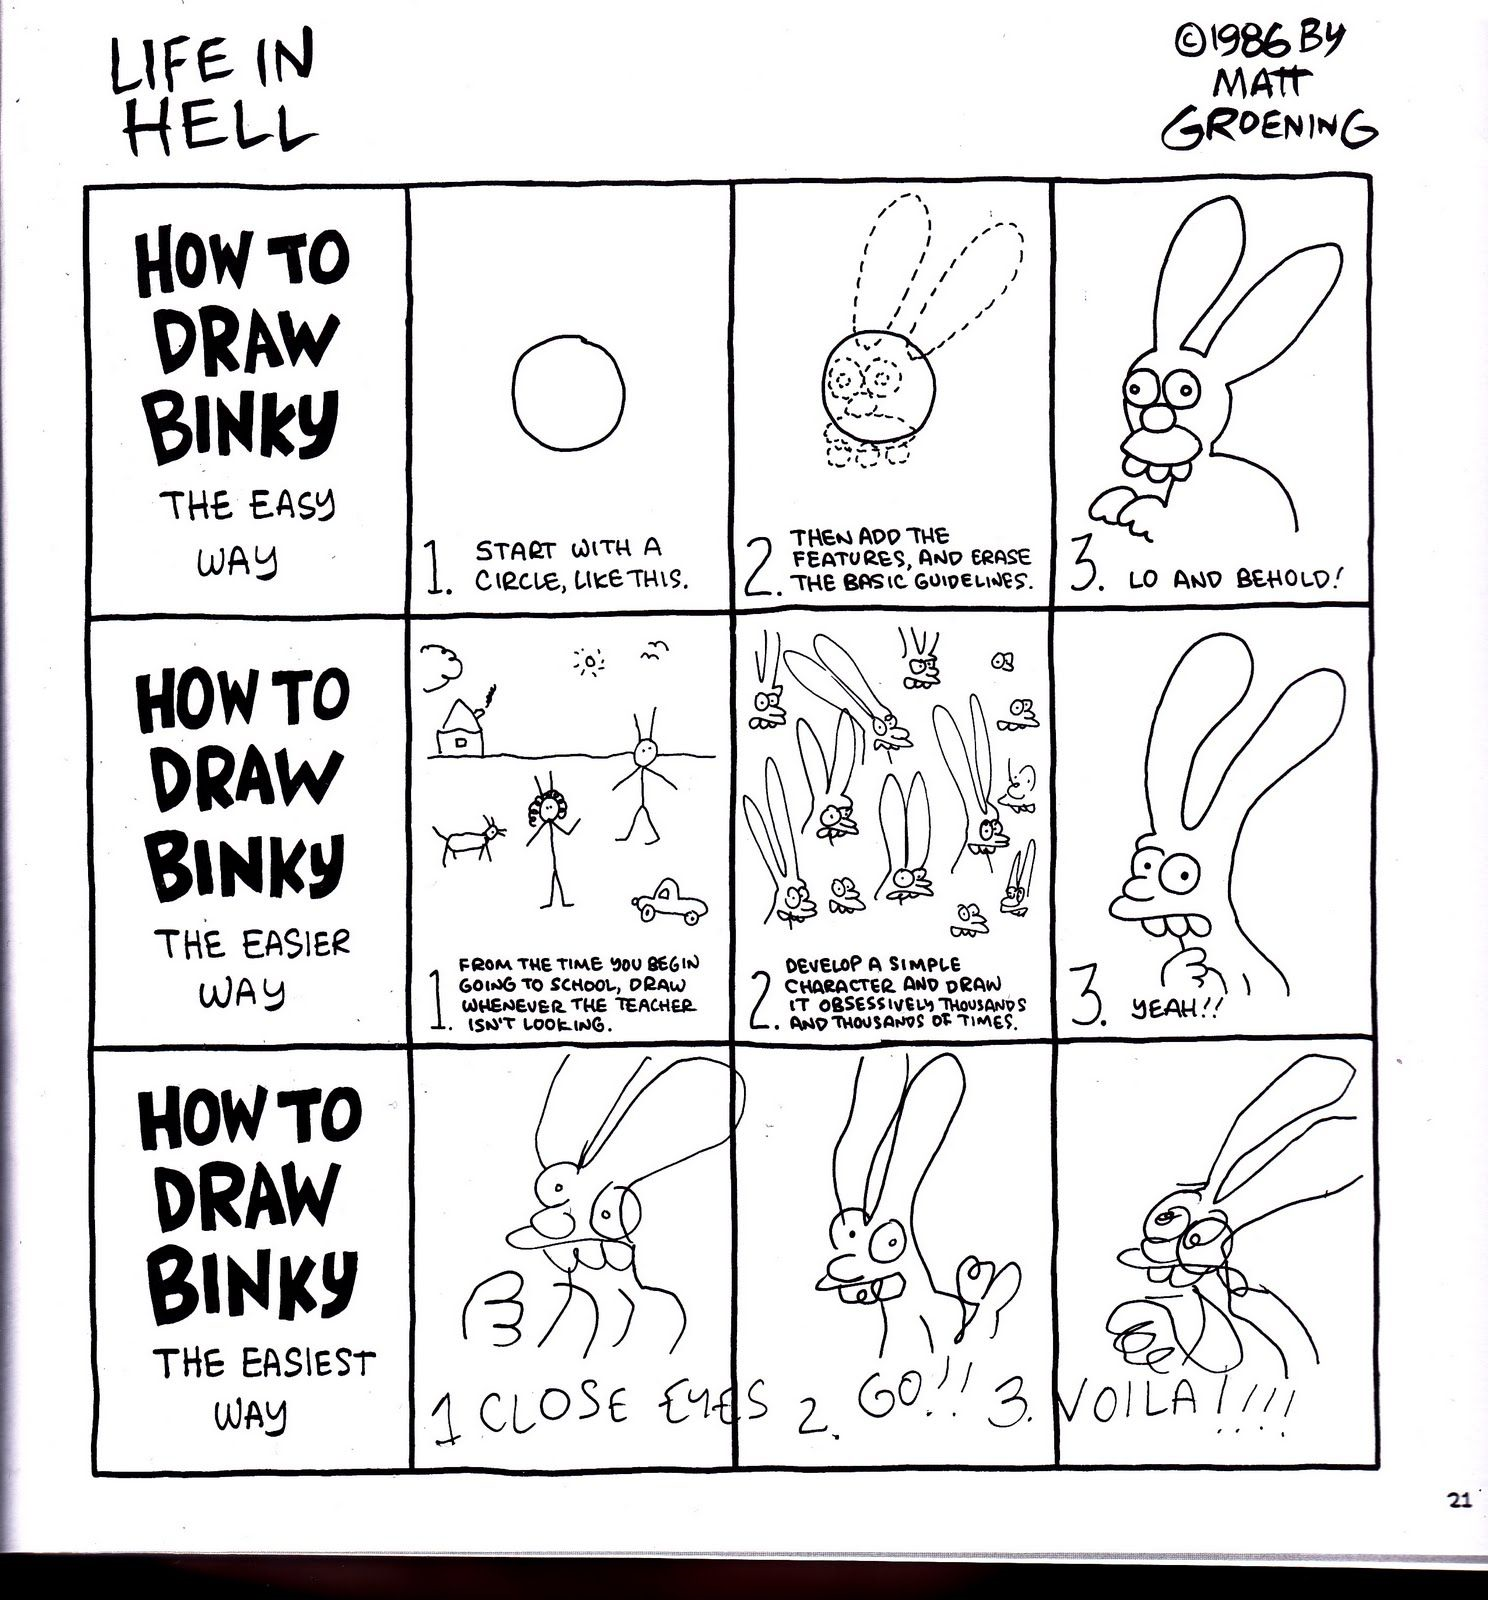 LIFE IN
HELL
©1986 BY
MATT
GROENING
HOW TO
DRAW
BINKY
THE EASY
WAY
1. START WITH A
CIRCLE, LIKE THIS.
2. THEN ADD THE
FEATURES, AND ERASE
THE BASIC GUIDELINES.
3. LO AND BEHOLD!
HOW TO
DRAW
BINKY
THE EASIER
WAY
1. FROM THE TIME YOU BEGIN
GOING TO SCHOOL, DRAW
WHENEVER THE TEACHER
ISN'T LOOKING.
2. DEVELOP A SIMPLE
CHARACTER AND DRAW
IT OBSESSIVELY THOUSANDS
AND THOUSANDS OF TIMES.
3. YEAH!!
HOW TO
DRAW
BINKY
THE EASIEST
WAY
1 CLOSE EYES
2. GO!!
3. VOILA!!!!
21